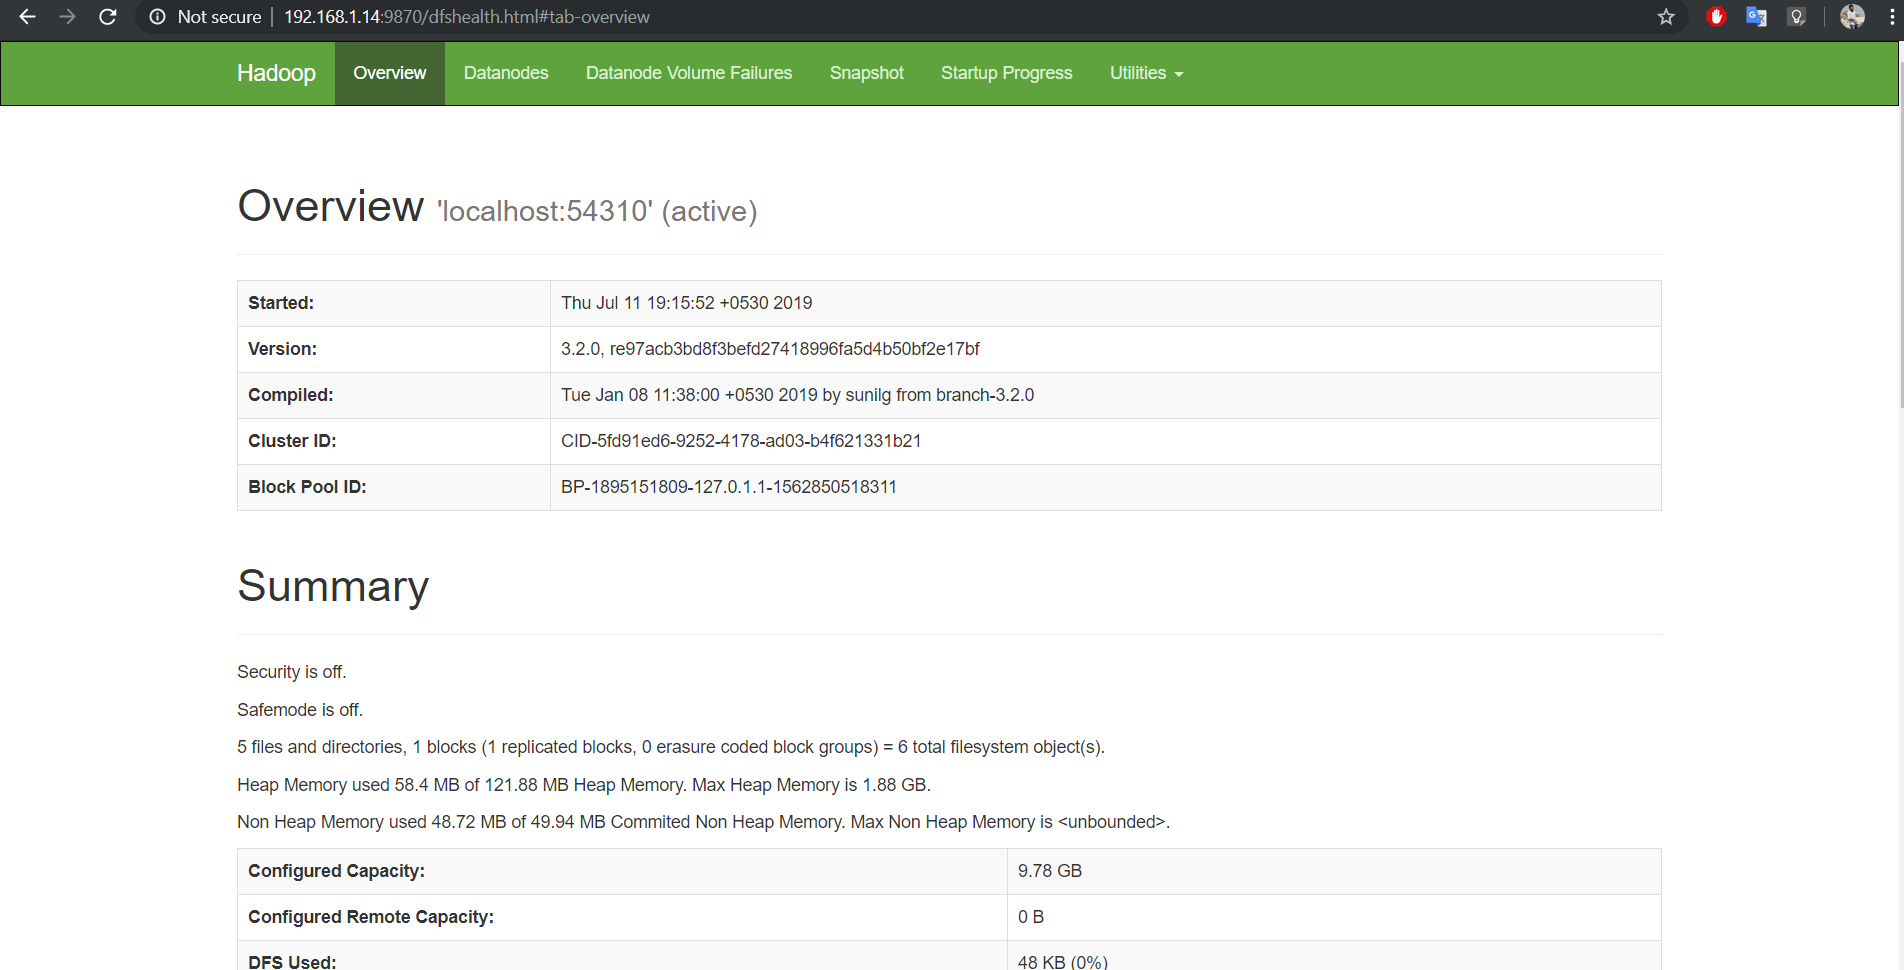 Not secure | 192.168.1.14:9870/dfshealth.html#tab-overview
Hadoop Overview Datanodes Datanode Volume Failures Snapshot Startup Progress Utilities
Overview 'localhost:54310' (active)
Started: Thu Jul 11 19:15:52 +0530 2019
Version: 3.2.0, re97acb3bd8f3befd27418996fa5d4b50bf2e17bf
Compiled: Tue Jan 08 11:38:00 +0530 2019 by sunilg from branch-3.2.0
Cluster ID: CID-5fd91ed6-9252-4178-ad03-b4f621331b21
Block Pool ID: BP-1895151809-127.0.1.1-1562850518311
Summary
Security is off.
Safemode is off.
5 files and directories, 1 blocks (1 replicated blocks, 0 erasure coded block groups) = 6 total filesystem object(s).
Heap Memory used 58.4 MB of 121.88 MB Heap Memory. Max Heap Memory is 1.88 GB.
Non Heap Memory used 48.72 MB of 49.94 MB Commited Non Heap Memory. Max Non Heap Memory is <unbounded>.
Configured Capacity: 9.78 GB
Configured Remote Capacity: 0 B
DFS Used: 48 KB (0%)